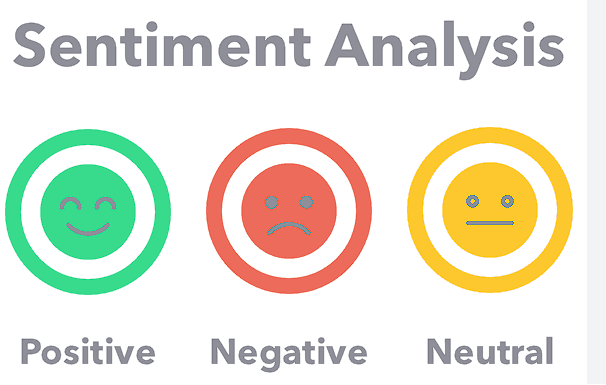 Sentiment Analysis
Positive Negative Neutral